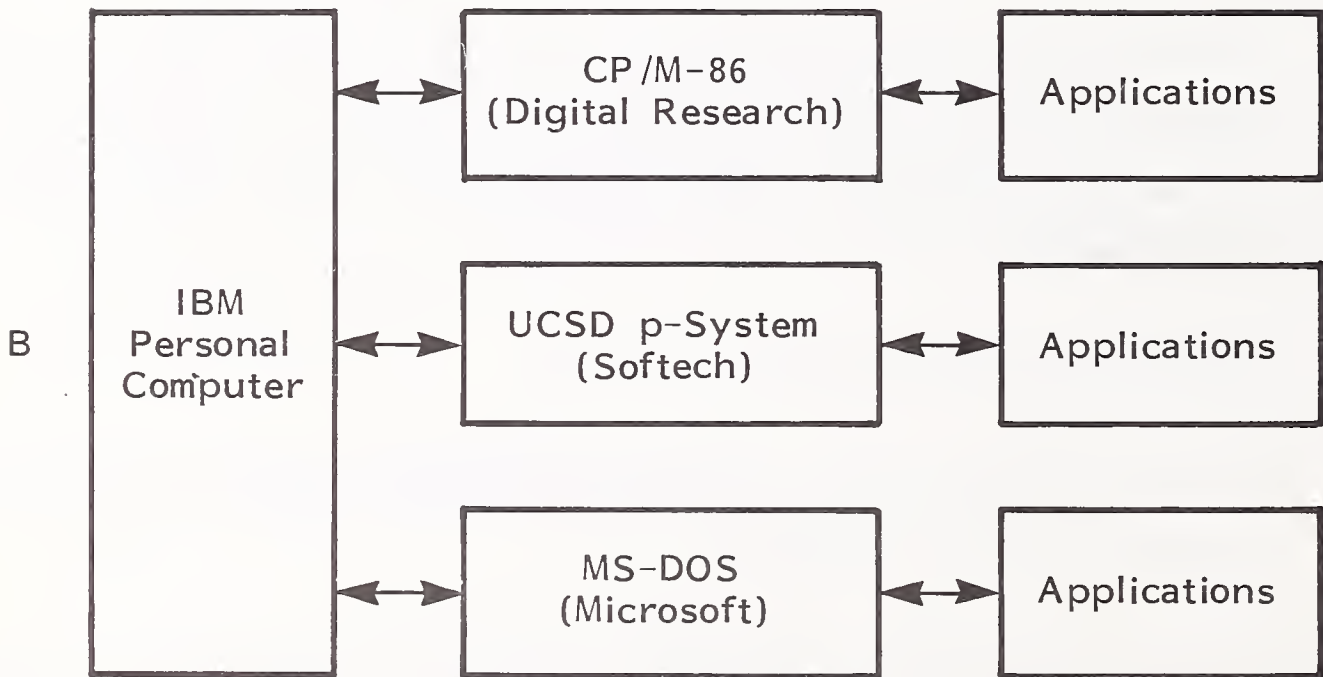 B
IBM
Personal
Computer
CP/M-86
(Digital Research)
Applications
UCSD p-System
(Softech)
Applications
MS-DOS
(Microsoft)
Applications